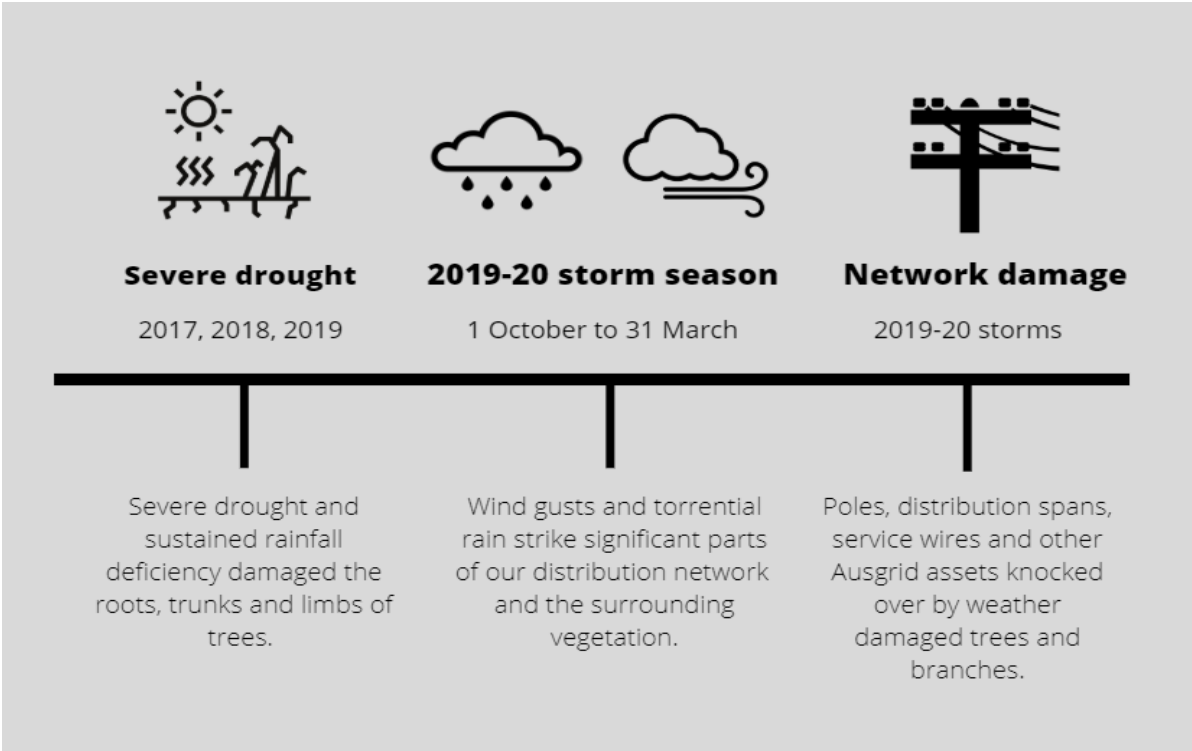 Severe drought
2017, 2018, 2019
Severe drought and
sustained rainfall
deficiency damaged the
roots, trunks and limbs of
trees.
2019-20 storm season
1 October to 31 March
Wind gusts and torrential
rain strike significant parts
of our distribution network
and the surrounding
vegetation.
Network damage
2019-20 storms
Poles, distribution spans,
service wires and other
Ausgrid assets knocked
over by weather
damaged trees and
branches.